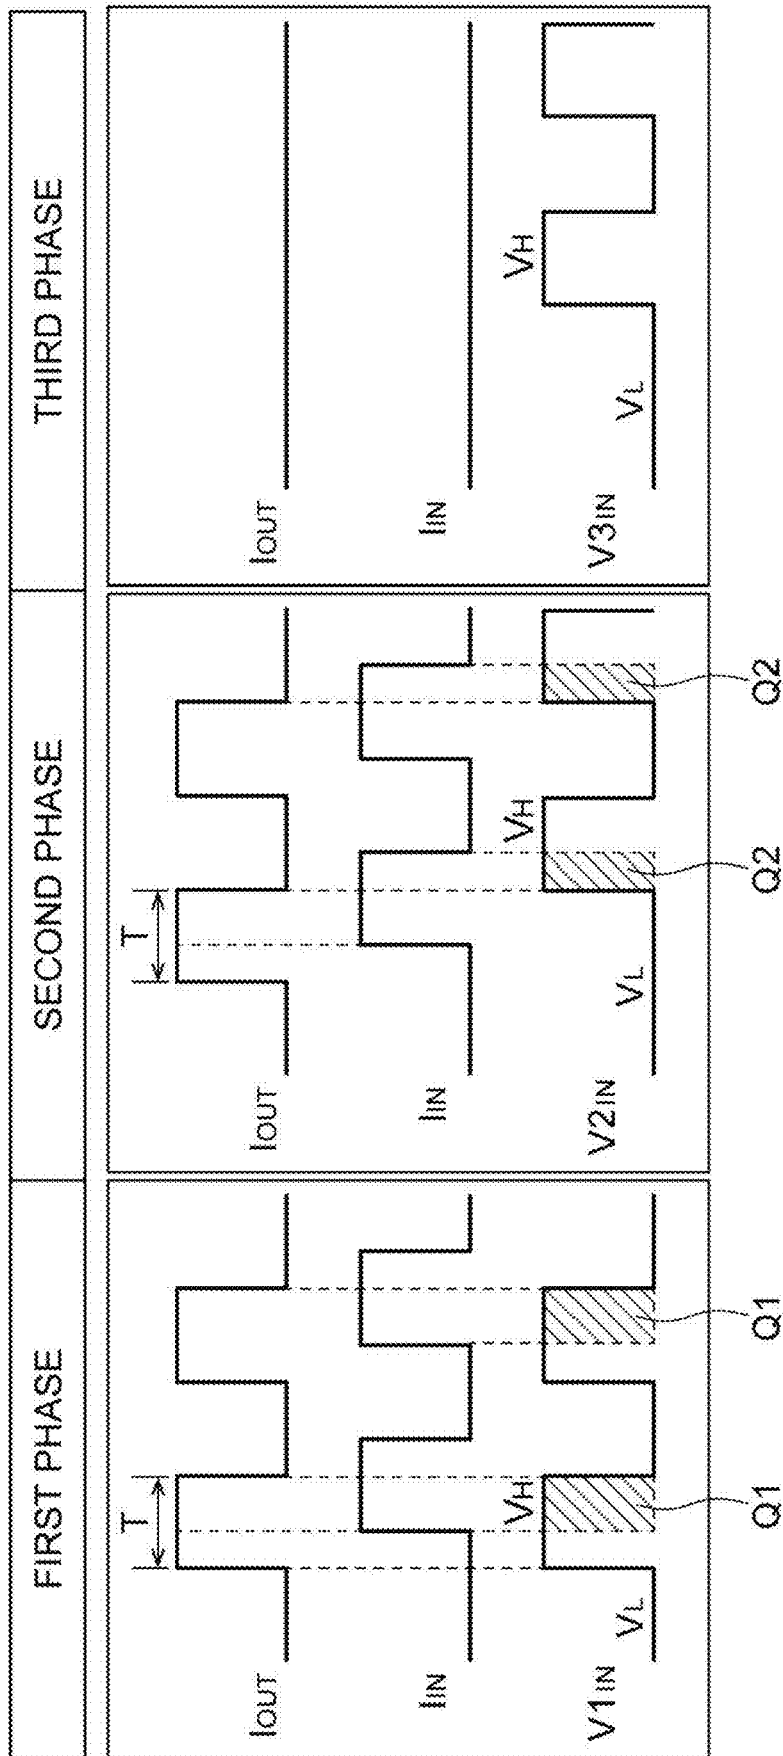 FIRST PHASE
T
IOUT
IIN
V1IN
VL
VH
Q1
Q1
SECOND PHASE
T
IOUT
IIN
V2IN
VL
VH
Q2
Q2
THIRD PHASE
IOUT
IIN
V3IN
VL
VH